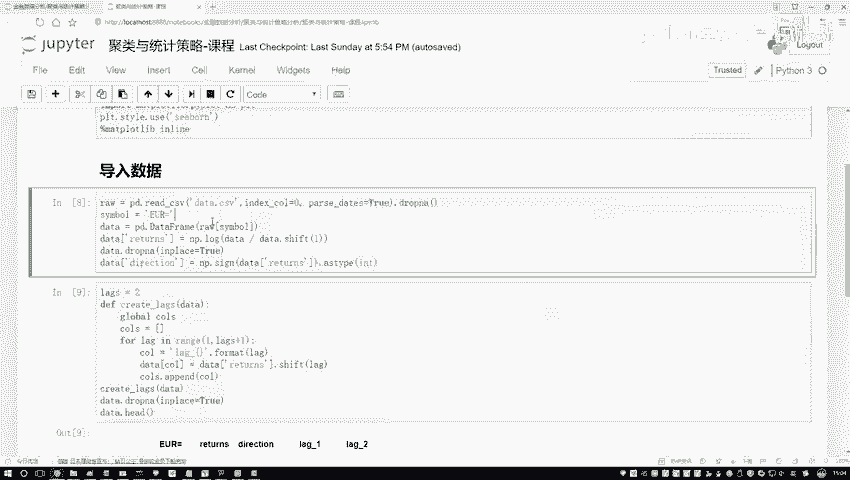 http://localhost:8888/notebooks/
jupyter 聚类与统计策略-课程 Last Checkpoint: Last Sunday at 5:54 PM (autosaved)
Logout
File Edit View Insert Cell Kernel Widgets Help
Trusted Python 3
Code
plt.style.use('seaborn')
%matplotlib inline
导入数据
In [8]: raw = pd.read_csv('data.csv',index_col=0, parse_dates=True).dropna()
symbol = 'EUR='
data = pd.DataFrame(raw[symbol])
data['returns'] = np.log(data / data.shift(1))
data.dropna(inplace=True)
data['direction'] = np.sign(data['returns']).astype(int)
In [9]: lags = 2
def create_lags(data):
global cols
cols = []
for lag in range(1,lags+1):
col = 'lag_{}'.format(lag)
data[col] = data['returns'].shift(lag)
cols.append(col)
create_lags(data)
data.dropna(inplace=True)
data.head()
Out[9]:
EUR= returns direction lag_1 lag_2